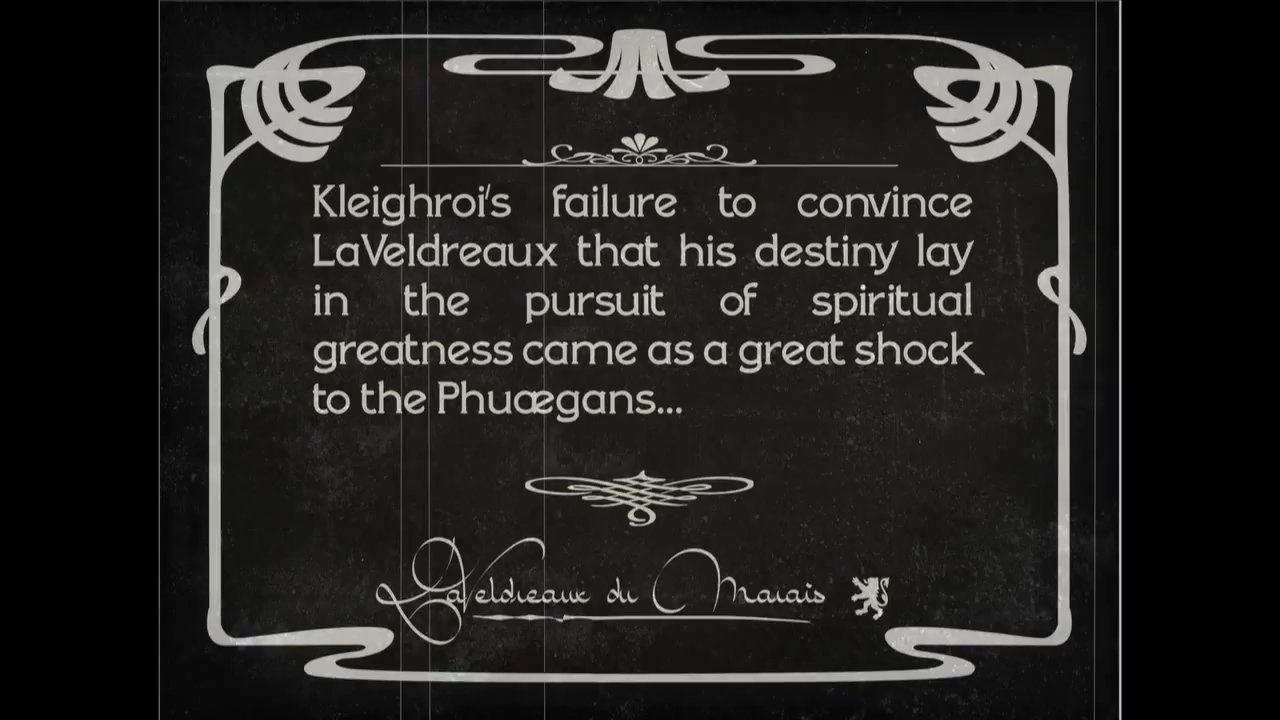 Kleighroi's failure to convince
LaVeldreaux that his destiny lay
in the pursuit of spiritual
greatness came as a great shock
to the Phuægans...
LaVeldreaux du Marais